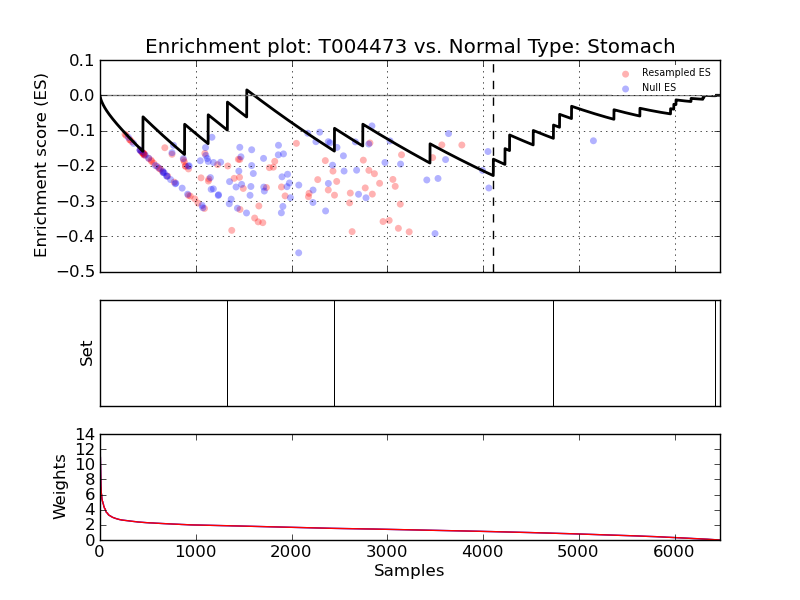 Enrichment plot: T004473 vs. Normal Type: Stomach
0.1
0.0
−0.1
−0.2
−0.3
−0.4
−0.5
Enrichment score (ES)
Resampled ES
Null ES
Set
14
12
10
8
6
4
2
0
Weights
0 1000 2000 3000 4000 5000 6000
Samples